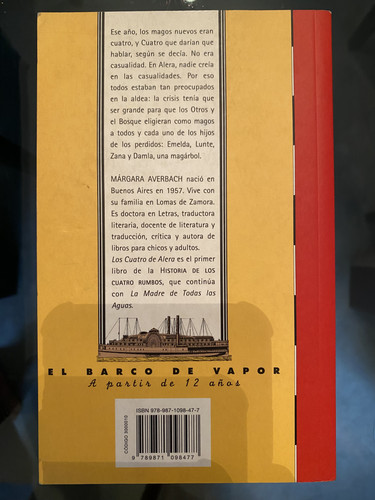 Ese año, los magos nuevos eran
cuatro, y Cuatro que darían que
hablar, según se decía. No era
casualidad. En Alera, nadie creía
en las casualidades. Por eso
todos estaban tan preocupados
en la aldea: la crisis tenía que
ser grande para que los Otros y
el Bosque eligieran como magos
a todos y cada uno de los hijos
de los perdidos: Emelda, Lunte,
Zana y Damla, una magárbol.
MÁRGARA AVERBACH nació en
Buenos Aires en 1957. Vive con
su familia en Lomas de Zamora.
Es doctora en Letras, traductora
literaria, docente de literatura y
traducción, crítica y autora de
libros para chicos y adultos.
Los Cuatro de Alera es el primer
libro de la HISTORIA DE LOS
CUATRO RUMBOS, que continúa
con La Madre de Todas las
Aguas.
EL BARCO DE VAPOR
A partir de 12 años
ISBN 978-987-1098-47-7
9 789871 098477